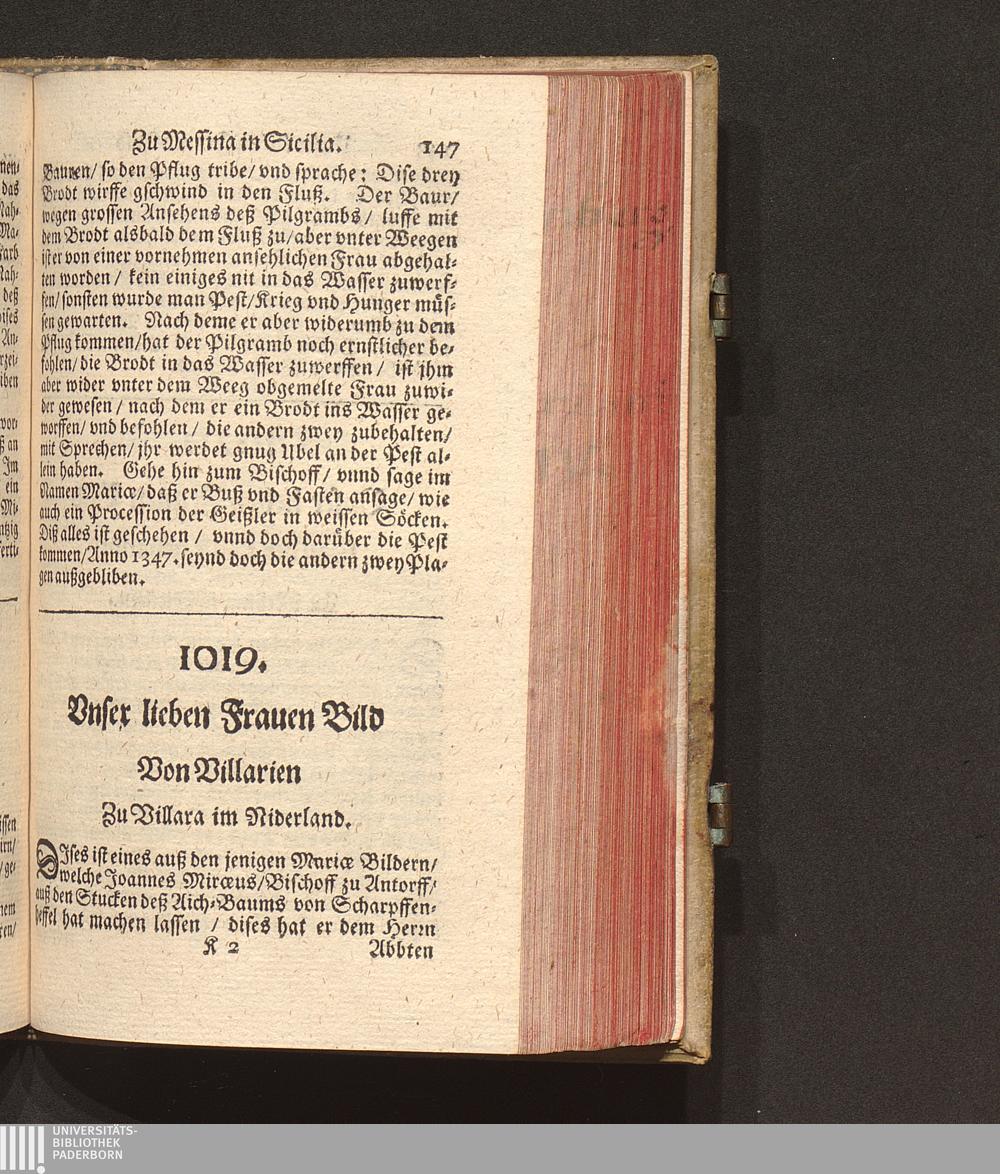 Zu Messina in Sicilia. 147
Bauren/ so den Pflug tribe/ vnd sprache: Dise drey
Brodt wirffe gschwind in den Fluß. Der Baur/
wegen grossen Ansehens deß Pilgrambs/ luffe mit
dem Brodt alsbald dem Fluß zu/ aber vnter Weegen
ist er von einer vornehmen ansehlichen Frau abgehal-
ten worden/ kein einiges nit in das Wasser zuwerf-
fen/ sonsten wurde man Pest/ Krieg vnd Hunger müs-
sen gewarten. Nach deme er aber widerumb zu dem
Pflug kommen/ hat der Pilgramb noch ernstlicher be-
fohlen/ die Brodt in das Wasser zuwerffen/ ist jhm
aber wider vnter dem Weeg obgemelte Frau zuwi-
der gewesen/ nach dem er ein Brodt ins Wasser ge-
worffen/ vnd befohlen/ die andern zwey zubehalten/
mit Sprechen/ jhr werdet gnug Ubel an der Pest al-
lein haben. Gehe hin zum Bischoff/ vnnd sage im
Namen Mariæ/ daß er Buß vnd Fasten ansage/ wie
auch ein Procession der Geißler in weissen Söcken.
Diß alles ist geschehen/ vnnd doch darüber die Pest
kommen/ Anno 1347. seynd doch die andern zwey Pla-
gen außgebliben.
1019.
Vnser lieben Frauen Bild
Von Villarien
Zu Villara im Niderland.
DIses ist eines auß den jenigen Mariæ Bildern/
welche Joannes Miræus/ Bischoff zu Antorff/
auß den Stucken deß Aich-Baums von Scharpffen-
heffel hat machen lassen/ dises hat er dem Herrn
K 2 Abbten
UNIVERSITÄTS-
BIBLIOTHEK
PADERBORN